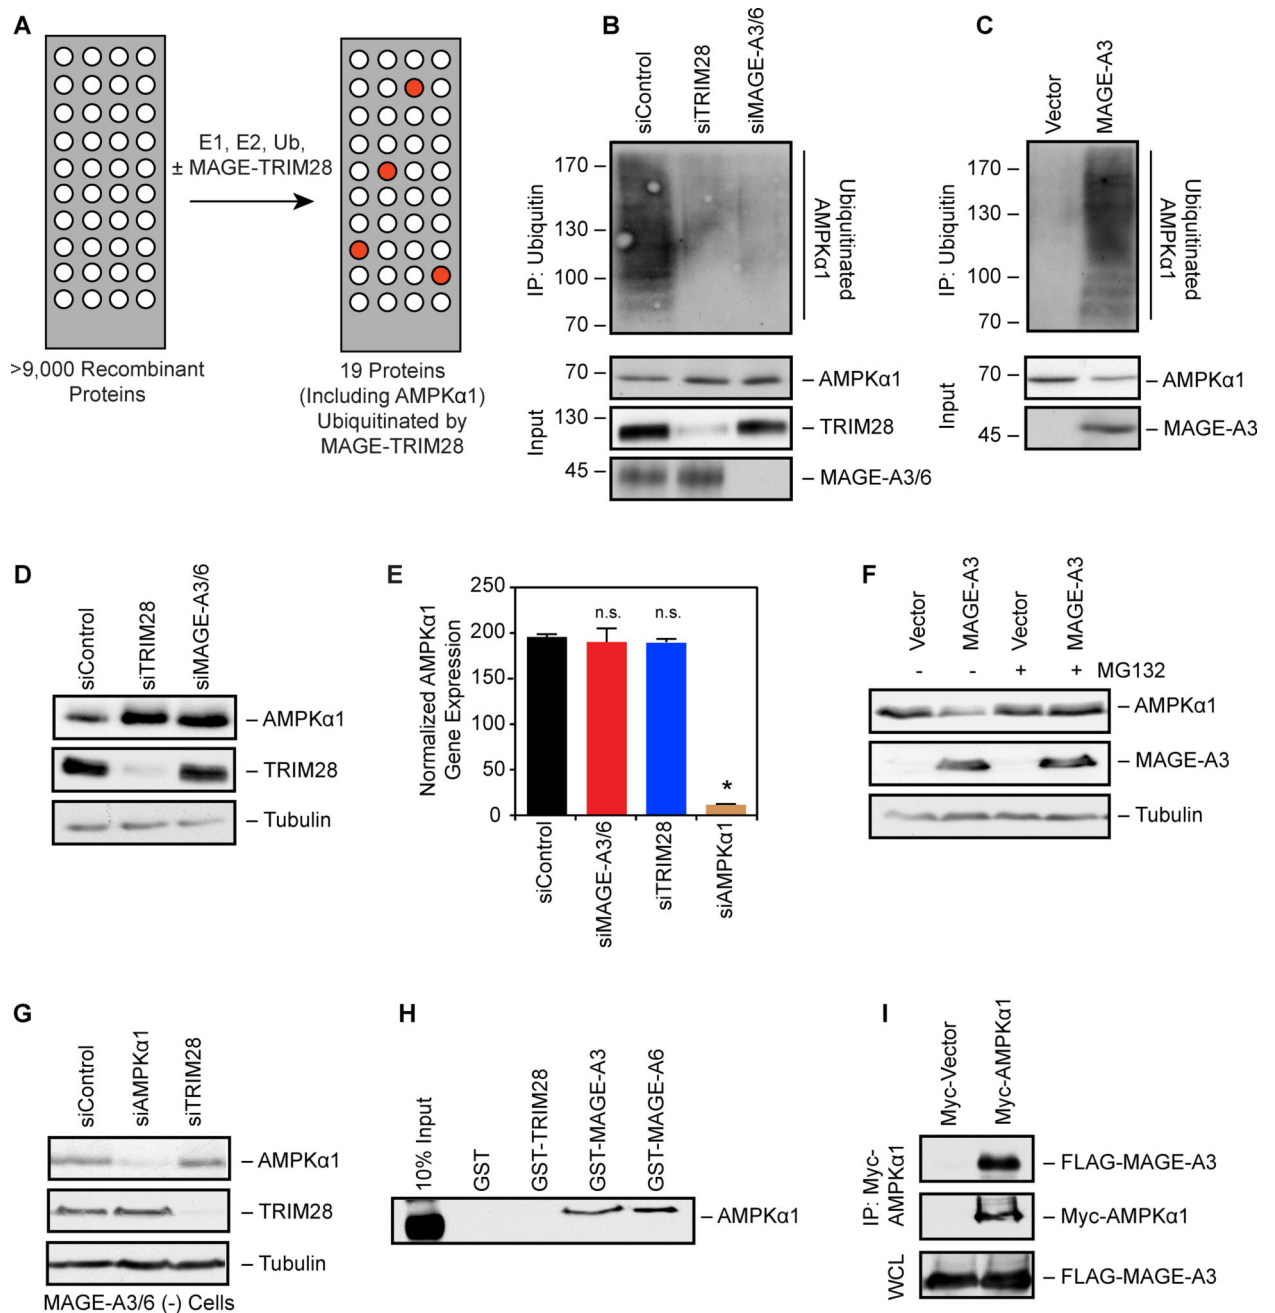 A
E1, E2, Ub,
± MAGE-TRIM28
>9,000 Recombinant
Proteins
19 Proteins
(Including AMPKα1)
Ubiquitinated by
MAGE-TRIM28
B
siControl
siTRIM28
siMAGE-A3/6
IP: Ubiquitin
170
130
100
70
Ubiquitinated
AMPKα1
Input
70
– AMPKα1
130
– TRIM28
45
– MAGE-A3/6
C
Vector
MAGE-A3
IP: Ubiquitin
170
130
100
70
Ubiquitinated
AMPKα1
Input
70
– AMPKα1
45
– MAGE-A3
D
siControl
siTRIM28
siMAGE-A3/6
– AMPKα1
– TRIM28
– Tubulin
E
Normalized AMPKα1
Gene Expression
250
200
150
100
50
0
n.s.
n.s.
*
siControl
siMAGE-A3/6
siTRIM28
siAMPKα1
F
Vector
MAGE-A3
Vector
MAGE-A3
- - + + MG132
– AMPKα1
– MAGE-A3
– Tubulin
G
siControl
siAMPKα1
siTRIM28
– AMPKα1
– TRIM28
– Tubulin
MAGE-A3/6 (-) Cells
H
10% Input
GST
GST-TRIM28
GST-MAGE-A3
GST-MAGE-A6
– AMPKα1
I
Myc-Vector
Myc-AMPKα1
IP: Myc-
AMPKα1
– FLAG-MAGE-A3
– Myc-AMPKα1
WCL
– FLAG-MAGE-A3